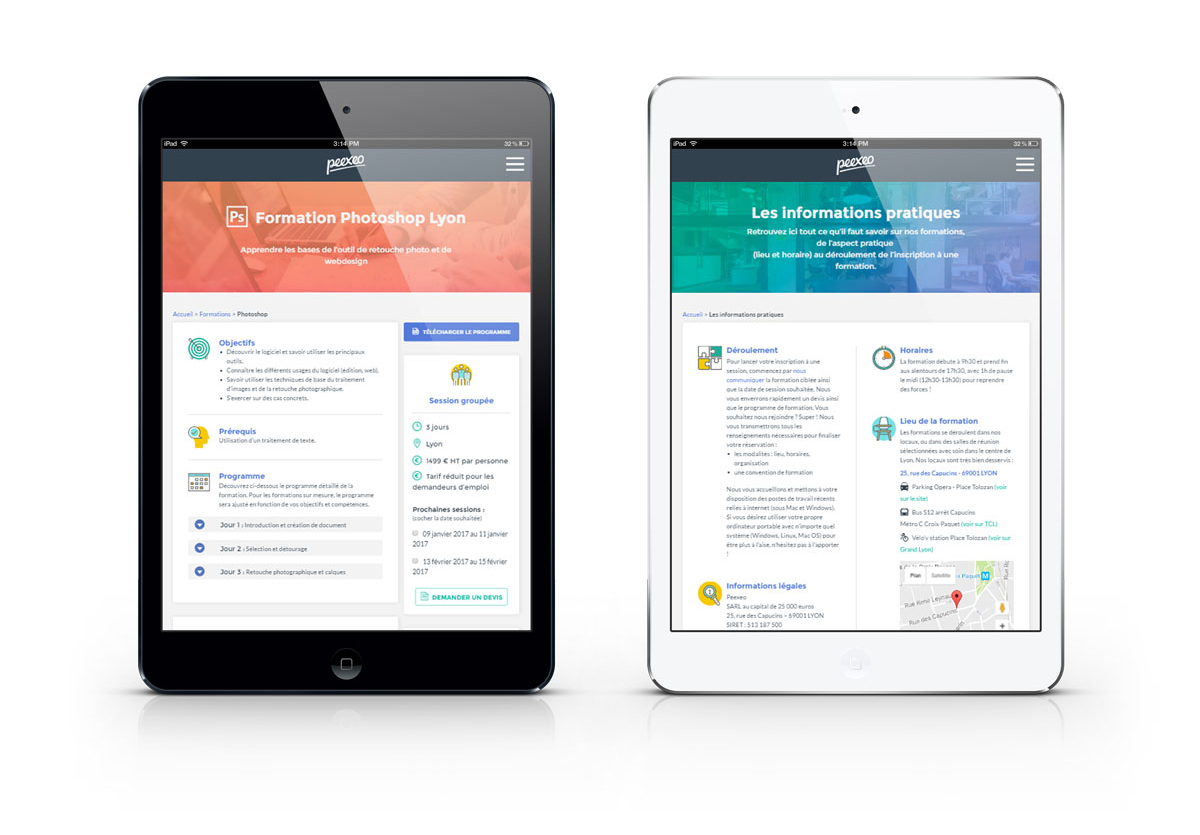 iPad
3:14 PM
32 %
peexeo
Ps Formation Photoshop Lyon
Apprendre les bases de l'outil de retouche photo et de
webdesign
Accueil > Formations > Photoshop
Objectifs
Découvrir le logiciel et savoir utiliser les principaux
outils.
Connaître les differents usages du logiciel (édition, web).
Savoir utiliser les techniques de base du traitement
d'images et de la retouche photographique.
S'exercer sur des cas concrets.
Prérequis
Utilisation d'un traitement de texte.
Programme
Découvrez ci-dessous le programme détaillé de la
formation. Pour les formations sur mesure, le programme
sera ajusté en fonction de vos objectifs et compétences.
Jour 1 : Introduction et création de document
Jour 2 : Sélection et détourage
Jour 3 : Retouche photographique et calques
TÉLÉCHARGER LE PROGRAMME
Session groupée
3 jours
Lyon
1499 € HT par personne
Tarif réduit pour les
demandeurs d'emploi
Prochaines sessions :
(cocher la date souhaitée)
09 janvier 2017 au 11 janvier
2017
13 février 2017 au 15 février
2017
DEMANDER UN DEVIS
iPad
3:14 PM
32 %
peexeo
Les informations pratiques
Retrouvez ici tout ce qu'il faut savoir sur nos formations,
de l'aspect pratique
(lieu et horaire) au déroulement de l'inscription à une
formation.
Accueil > Les informations pratiques
Déroulement
Pour lancer votre inscription à une
session, commencez par nous
communiquer la formation ciblée ainsi
que la date de session souhaitée. Nous
vous enverrons rapidement un devis ainsi
que le programme de formation. Vous
souhaitez nous rejoindre ? Super ! Nous
vous transmettrons tous les
renseignements nécessaires pour finaliser
votre réservation :
les modalités : lieu, horaires,
organisation
une convention de formation
Nous vous accueillons et mettons à votre
disposition des postes de travail récents
reliés à internet (sous Mac et Windows).
Si vous désirez utiliser votre propre
ordinateur portable avec n'importe quel
système (Windows, Linux, Mac OS) pour
être plus à l'aise, n'hésitez pas à l'apporter
!
Informations légales
Peexeo
SARL au capital de 25 000 euros
25, rue des Capucins – 69001 LYON
SIRET : 513 187 500
Horaires
La formation débute à 9h30 et prend fin
aux alentours de 17h30, avec 1h de pause
le midi (12h30-13h30) pour reprendre
des forces !
Lieu de la formation
Les formations se déroulent dans nos
locaux, ou dans des salles de réunion
sélectionnées avec soin dans le centre de
Lyon. Nos locaux sont très bien desservis :
25, rue des Capucins - 69001 LYON
Parking Opera - Place Tolozan (voir
sur le site)
Bus S12 arrêt Capucins
Métro C Croix Paquet (voir sur TCL)
Vélo'v station Place Tolozan (voir sur
Grand Lyon)
Plan
Satellite
Paquet M
Rue René Leynaud
Rue des Capucins